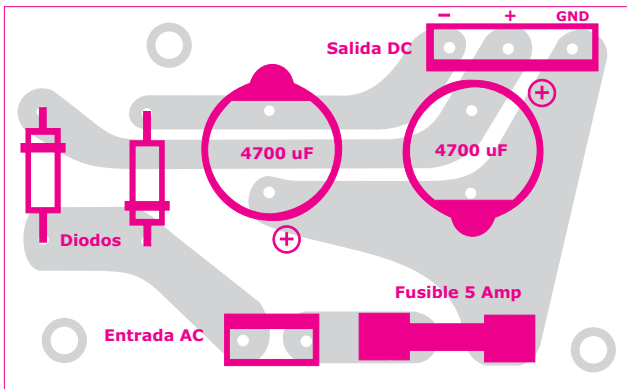 − + GND
Salida DC
+
4700 uF
4700 uF
Diodos
+
Fusible 5 Amp
Entrada AC